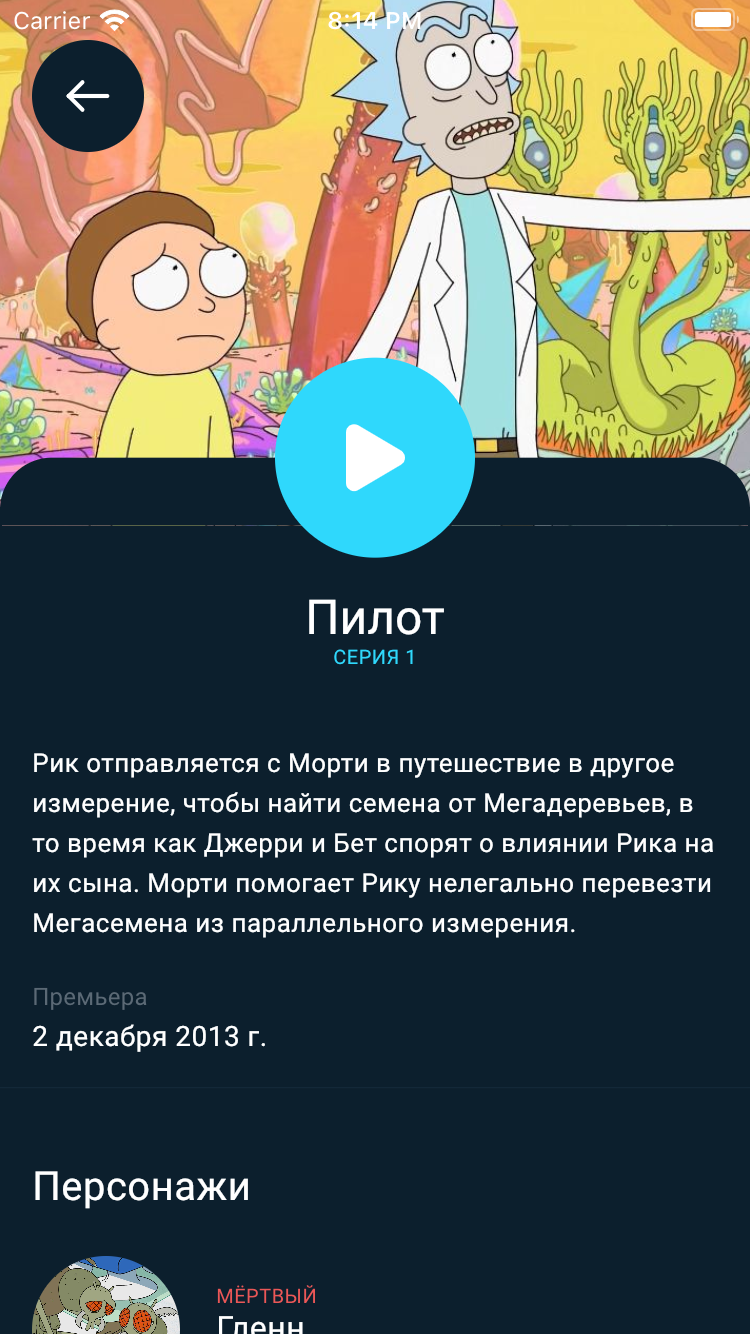 Carrier 8:14 PM
Пилот
СЕРИЯ 1
Рик отправляется с Морти в путешествие в другое
измерение, чтобы найти семена от Мегадеревьев, в
то время как Джерри и Бет спорят о влиянии Рика на
их сына. Морти помогает Рику нелегально перевезти
Мегасемена из параллельного измерения.
Премьера
2 декабря 2013 г.
Персонажи
МЁРТВЫЙ
Гленн